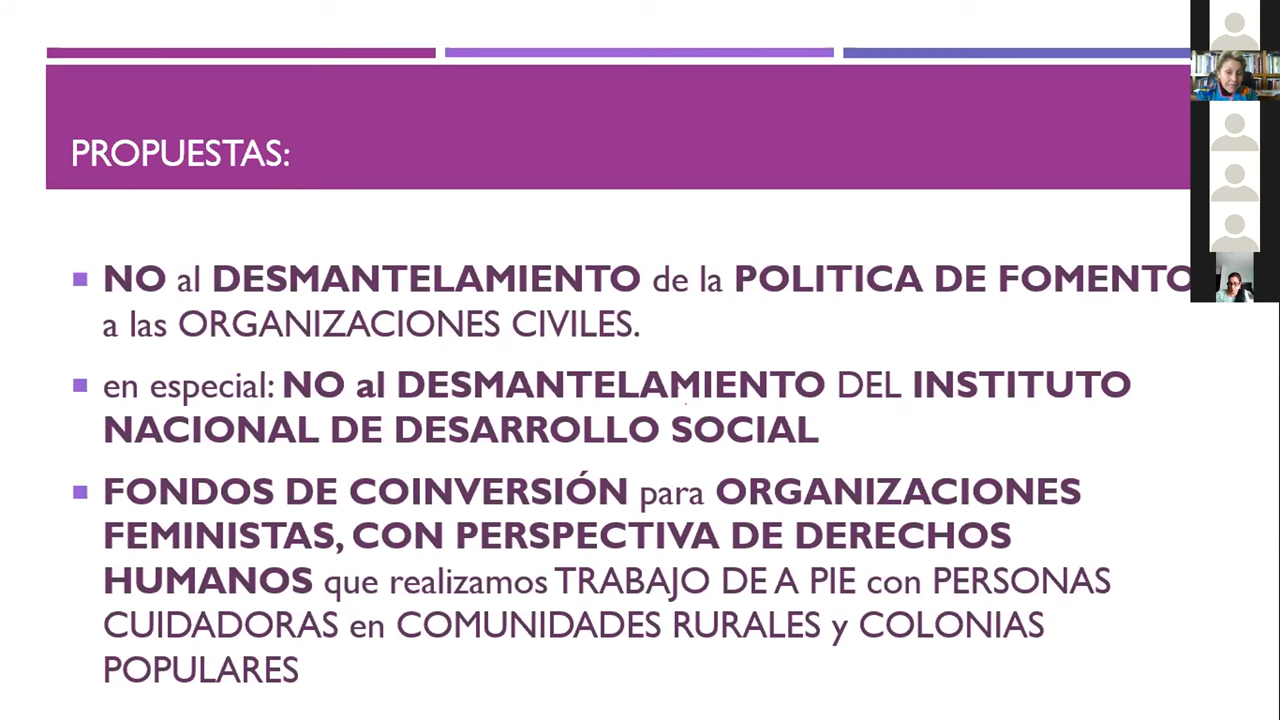 PROPUESTAS:
NO al DESMANTELAMIENTO de la POLITICA DE FOMENTO
a las ORGANIZACIONES CIVILES.
en especial: NO al DESMANTELAMIENTO DEL INSTITUTO
NACIONAL DE DESARROLLO SOCIAL
FONDOS DE COINVERSIÓN para ORGANIZACIONES
FEMINISTAS, CON PERSPECTIVA DE DERECHOS
HUMANOS que realizamos TRABAJO DE A PIE con PERSONAS
CUIDADORAS en COMUNIDADES RURALES y COLONIAS
POPULARES